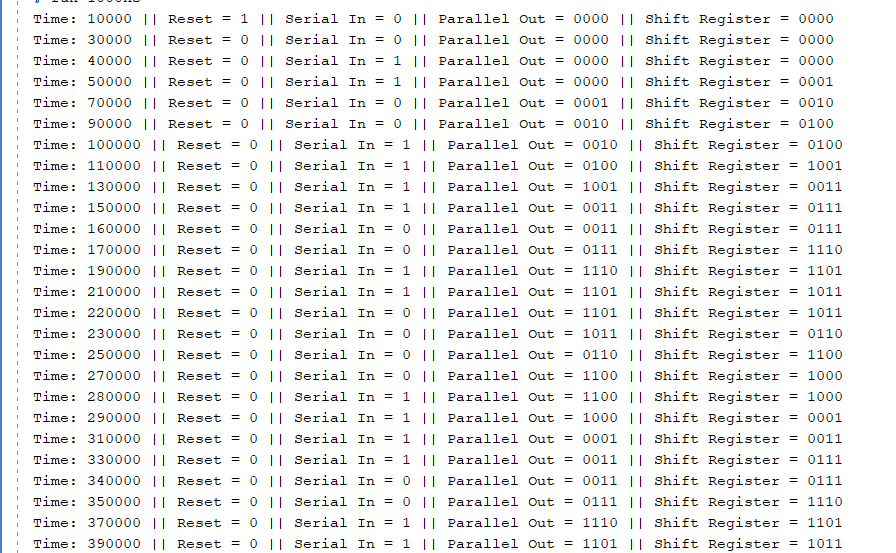 # run 1000ns
Time: 10000 || Reset = 1 || Serial In = 0 || Parallel Out = 0000 || Shift Register = 0000
Time: 30000 || Reset = 0 || Serial In = 0 || Parallel Out = 0000 || Shift Register = 0000
Time: 40000 || Reset = 0 || Serial In = 1 || Parallel Out = 0000 || Shift Register = 0000
Time: 50000 || Reset = 0 || Serial In = 1 || Parallel Out = 0000 || Shift Register = 0001
Time: 70000 || Reset = 0 || Serial In = 0 || Parallel Out = 0001 || Shift Register = 0010
Time: 90000 || Reset = 0 || Serial In = 0 || Parallel Out = 0010 || Shift Register = 0100
Time: 100000 || Reset = 0 || Serial In = 1 || Parallel Out = 0010 || Shift Register = 0100
Time: 110000 || Reset = 0 || Serial In = 1 || Parallel Out = 0100 || Shift Register = 1001
Time: 130000 || Reset = 0 || Serial In = 1 || Parallel Out = 1001 || Shift Register = 0011
Time: 150000 || Reset = 0 || Serial In = 1 || Parallel Out = 0011 || Shift Register = 0111
Time: 160000 || Reset = 0 || Serial In = 0 || Parallel Out = 0011 || Shift Register = 0111
Time: 170000 || Reset = 0 || Serial In = 0 || Parallel Out = 0111 || Shift Register = 1110
Time: 190000 || Reset = 0 || Serial In = 1 || Parallel Out = 1110 || Shift Register = 1101
Time: 210000 || Reset = 0 || Serial In = 1 || Parallel Out = 1101 || Shift Register = 1011
Time: 220000 || Reset = 0 || Serial In = 0 || Parallel Out = 1101 || Shift Register = 1011
Time: 230000 || Reset = 0 || Serial In = 0 || Parallel Out = 1011 || Shift Register = 0110
Time: 250000 || Reset = 0 || Serial In = 0 || Parallel Out = 0110 || Shift Register = 1100
Time: 270000 || Reset = 0 || Serial In = 0 || Parallel Out = 1100 || Shift Register = 1000
Time: 280000 || Reset = 0 || Serial In = 1 || Parallel Out = 1100 || Shift Register = 1000
Time: 290000 || Reset = 0 || Serial In = 1 || Parallel Out = 1000 || Shift Register = 0001
Time: 310000 || Reset = 0 || Serial In = 1 || Parallel Out = 0001 || Shift Register = 0011
Time: 330000 || Reset = 0 || Serial In = 1 || Parallel Out = 0011 || Shift Register = 0111
Time: 340000 || Reset = 0 || Serial In = 0 || Parallel Out = 0011 || Shift Register = 0111
Time: 350000 || Reset = 0 || Serial In = 0 || Parallel Out = 0111 || Shift Register = 1110
Time: 370000 || Reset = 0 || Serial In = 1 || Parallel Out = 1110 || Shift Register = 1101
Time: 390000 || Reset = 0 || Serial In = 1 || Parallel Out = 1101 || Shift Register = 1011